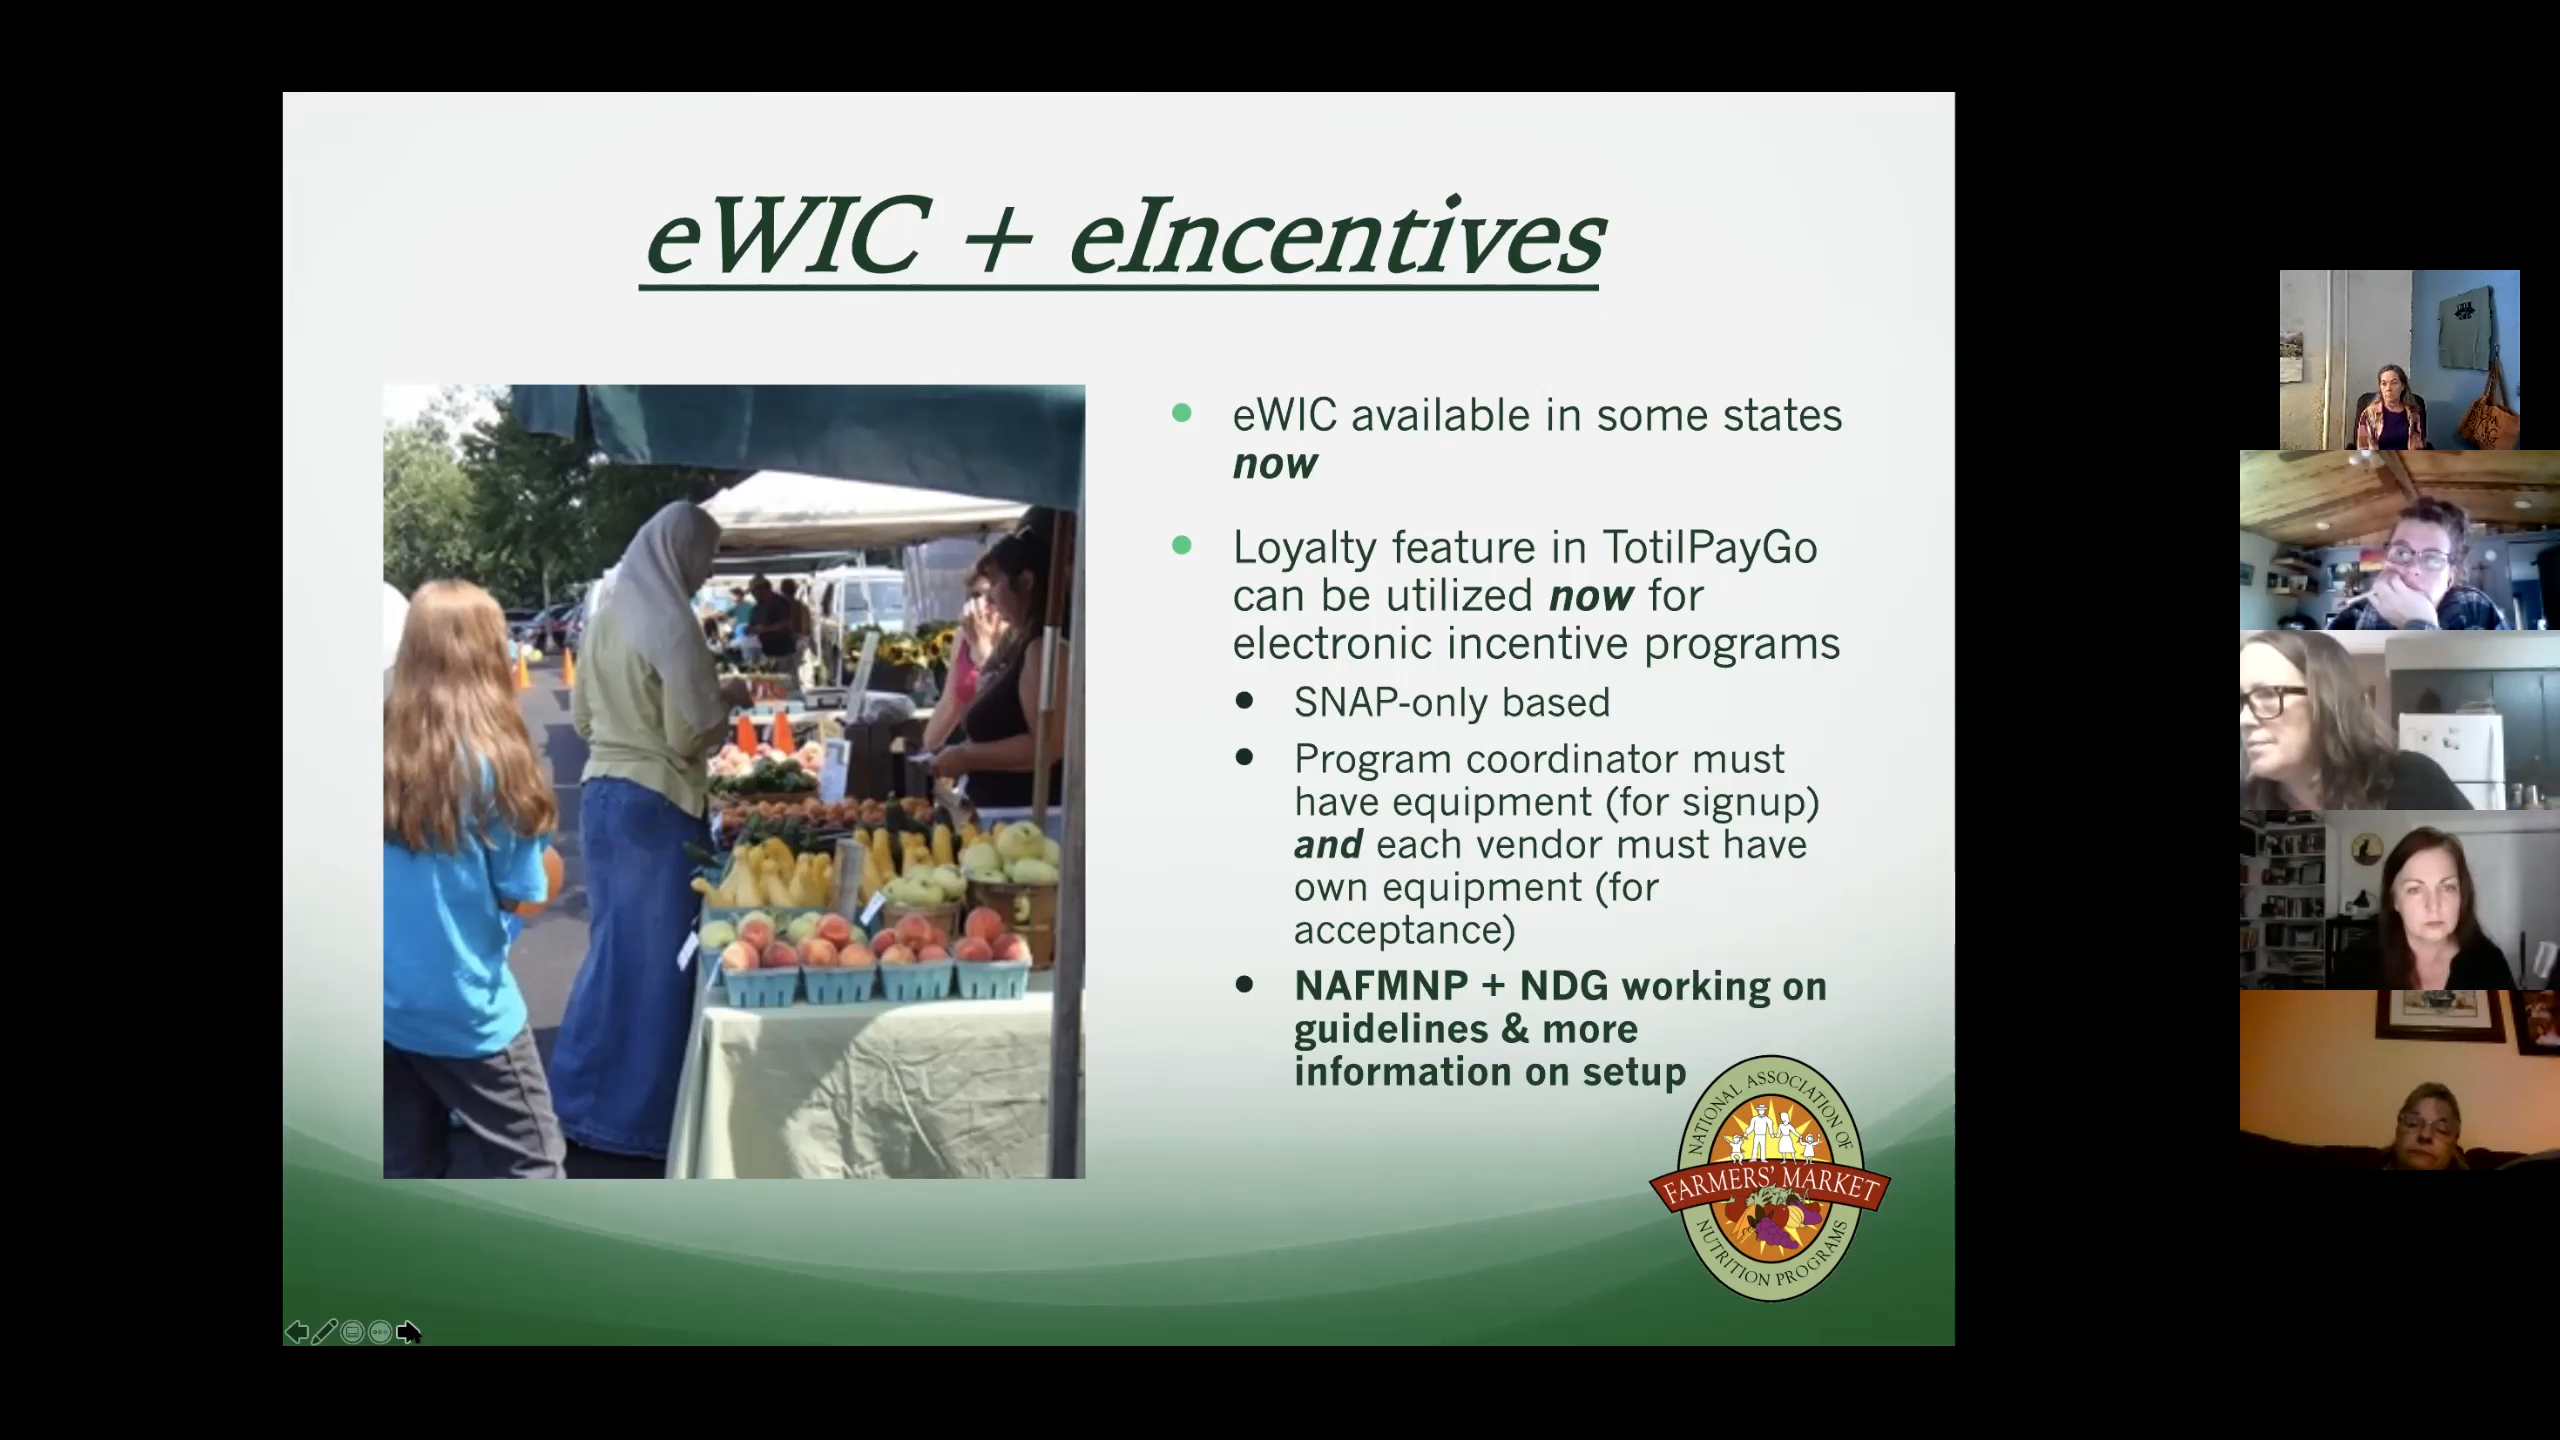 eWIC + eIncentives
eWIC available in some states
now
Loyalty feature in TotilPayGo
can be utilized now for
electronic incentive programs
SNAP-only based
Program coordinator must
have equipment (for signup)
and each vendor must have
own equipment (for
acceptance)
NAFMNP + NDG working on
guidelines & more
information on setup
NATIONAL ASSOCIATION OF
FARMERS' MARKET
NUTRITION PROGRAMS